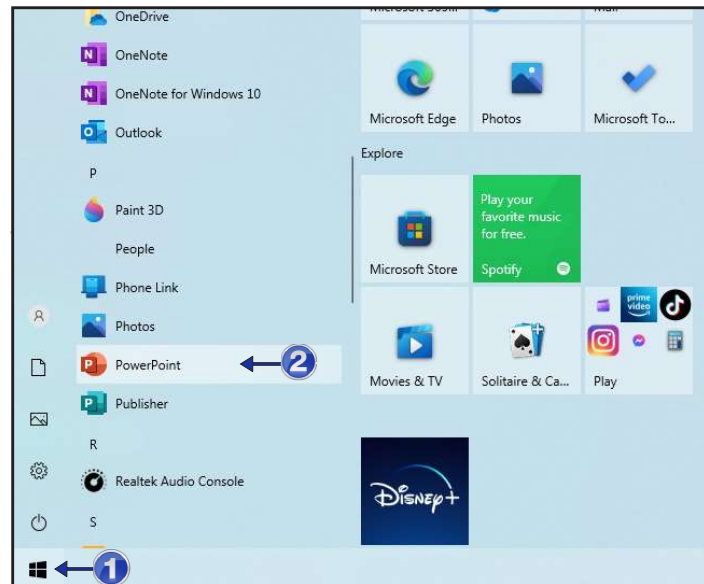 OneDrive
OneNote
OneNote for Windows 10
Outlook
P
Paint 3D
People
Phone Link
Photos
PowerPoint
2
Publisher
R
Realtek Audio Console
S
1
Mail
Microsoft Edge
Photos
Microsoft To...
Explore
Microsoft Store
Play your
favorite music
for free.
Spotify
Movies & TV
Solitaire & Ca...
prime
video
Play
Disney+